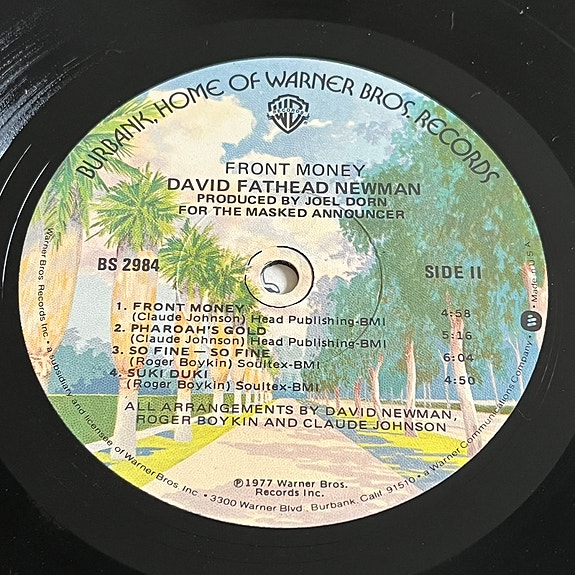 BURBANK, HOME OF WARNER BROS. RECORDS
WB
RECORDS
FRONT MONEY
DAVID FATHEAD NEWMAN
PRODUCED BY JOEL DORN
FOR THE MASKED ANNOUNCER
BS 2984
SIDE II
1. FRONT MONEY 4:58
(Claude Johnson) Head Publishing-BMI
2. PHAROAH'S GOLD 5:16
(Claude Johnson) Head Publishing-BMI
3. SO FINE — SO FINE 6:04
(Roger Boykin) Soultex-BMI
4. SUKI DUKI 4:50
(Roger Boykin) Soultex-BMI
ALL ARRANGEMENTS BY DAVID NEWMAN,
ROGER BOYKIN AND CLAUDE JOHNSON
℗1977 Warner Bros.
Records Inc.
Warner Bros. Records Inc. • a subsidiary and licensee of Warner Bros. Inc. • 3300 Warner Blvd., Burbank, Calif. 91510 • a Warner Communications Company • Made in U.S.A.